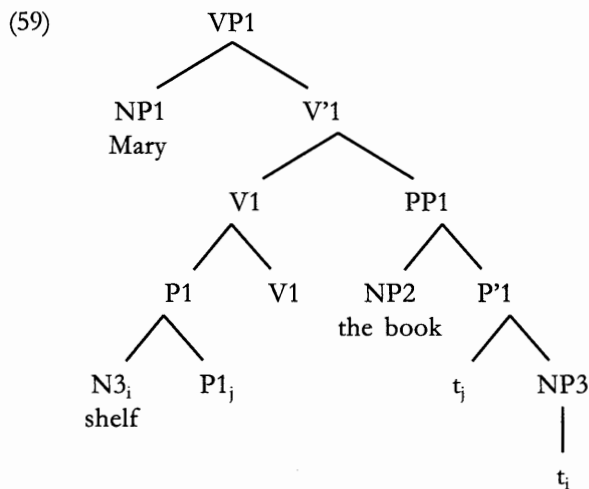 (59)
VP1
NP1 V'1
Mary
V1 PP1
P1 V1 NP2 P'1
the book
N3i P1j tj NP3
shelf
ti